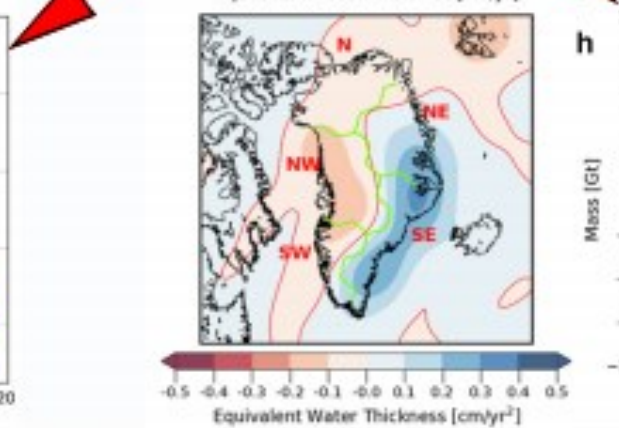 N
h
NE
NW
SE
SW
Mass [Gt]
20
-0.5 -0.4 -0.3 -0.2 -0.1 -0.0 0.1 0.2 0.3 0.4 0.5
Equivalent Water Thickness [cm/yr²]